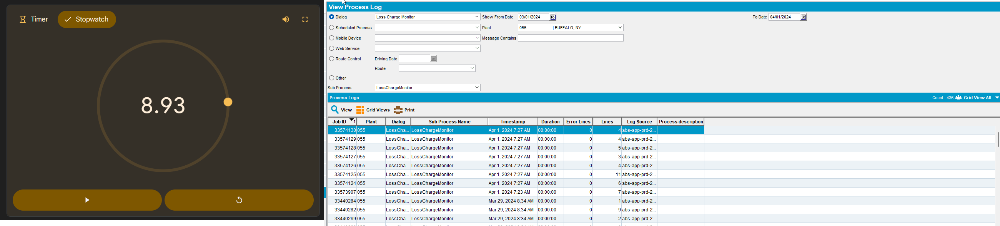 Timer
Stopwatch
8.93
View Process Log
Dialog Loss Charge Monitor Show From Date 03/01/2024 16 To Date 04/01/2024 16
Scheduled Process Plant 055 | BUFFALO, NY
Mobile Device Message Contains
Web Service
Route Control Driving Date 16
Route
Other
Sub Process LossChargeMonitor
Process Logs Count : 436 Grid View All
View Grid Views Print
Job ID 1 Plant Dialog Sub Process Name Timestamp Duration Error Lines Lines Log Source Process description
33574130 055 LossCha... LossChargeMonitor Apr 1, 2024 7:27 AM 00:00:00 0 4 abs-app-prd-2...
33574129 055 LossCha... LossChargeMonitor Apr 1, 2024 7:27 AM 00:00:00 0 4 abs-app-prd-2...
33574128 055 LossCha... LossChargeMonitor Apr 1, 2024 7:27 AM 00:00:00 0 5 abs-app-prd-2...
33574127 055 LossCha... LossChargeMonitor Apr 1, 2024 7:27 AM 00:00:00 0 3 abs-app-prd-2...
33574126 055 LossCha... LossChargeMonitor Apr 1, 2024 7:27 AM 00:00:00 0 4 abs-app-prd-2...
33574125 055 LossCha... LossChargeMonitor Apr 1, 2024 7:27 AM 00:00:00 0 11 abs-app-prd-2...
33574124 055 LossCha... LossChargeMonitor Apr 1, 2024 7:27 AM 00:00:00 0 6 abs-app-prd-2...
33573907 055 LossCha... LossChargeMonitor Apr 1, 2024 7:23 AM 00:00:00 0 7 abs-app-prd-2...
33440284 055 LossCha... LossChargeMonitor Mar 29, 2024 8:34 AM 00:00:00 0 1 abs-app-prd-2...
33440282 055 LossCha... LossChargeMonitor Mar 29, 2024 8:34 AM 00:00:00 0 9 abs-app-prd-2...
33440269 055 LossCha... LossChargeMonitor Mar 29, 2024 8:34 AM 00:00:00 0 2 abs-app-prd-2...